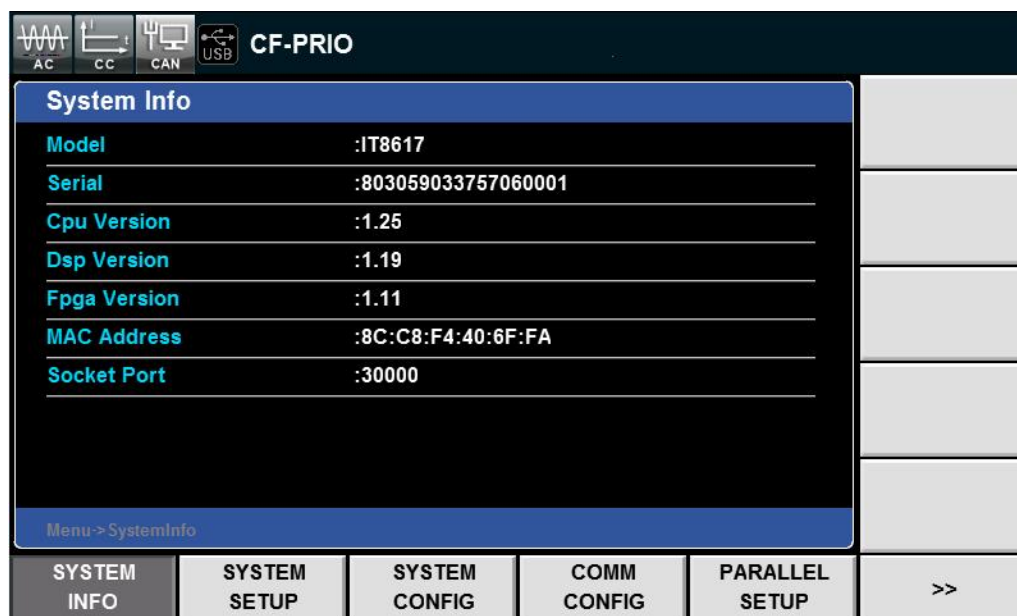 AC CC t CAN USB CF-PRIO
System Info
Model :IT8617
Serial :803059033757060001
Cpu Version :1.25
Dsp Version :1.19
Fpga Version :1.11
MAC Address :8C:C8:F4:40:6F:FA
Socket Port :30000
Menu->SystemInfo
SYSTEM INFO
SYSTEM SETUP
SYSTEM CONFIG
COMM CONFIG
PARALLEL SETUP
>>